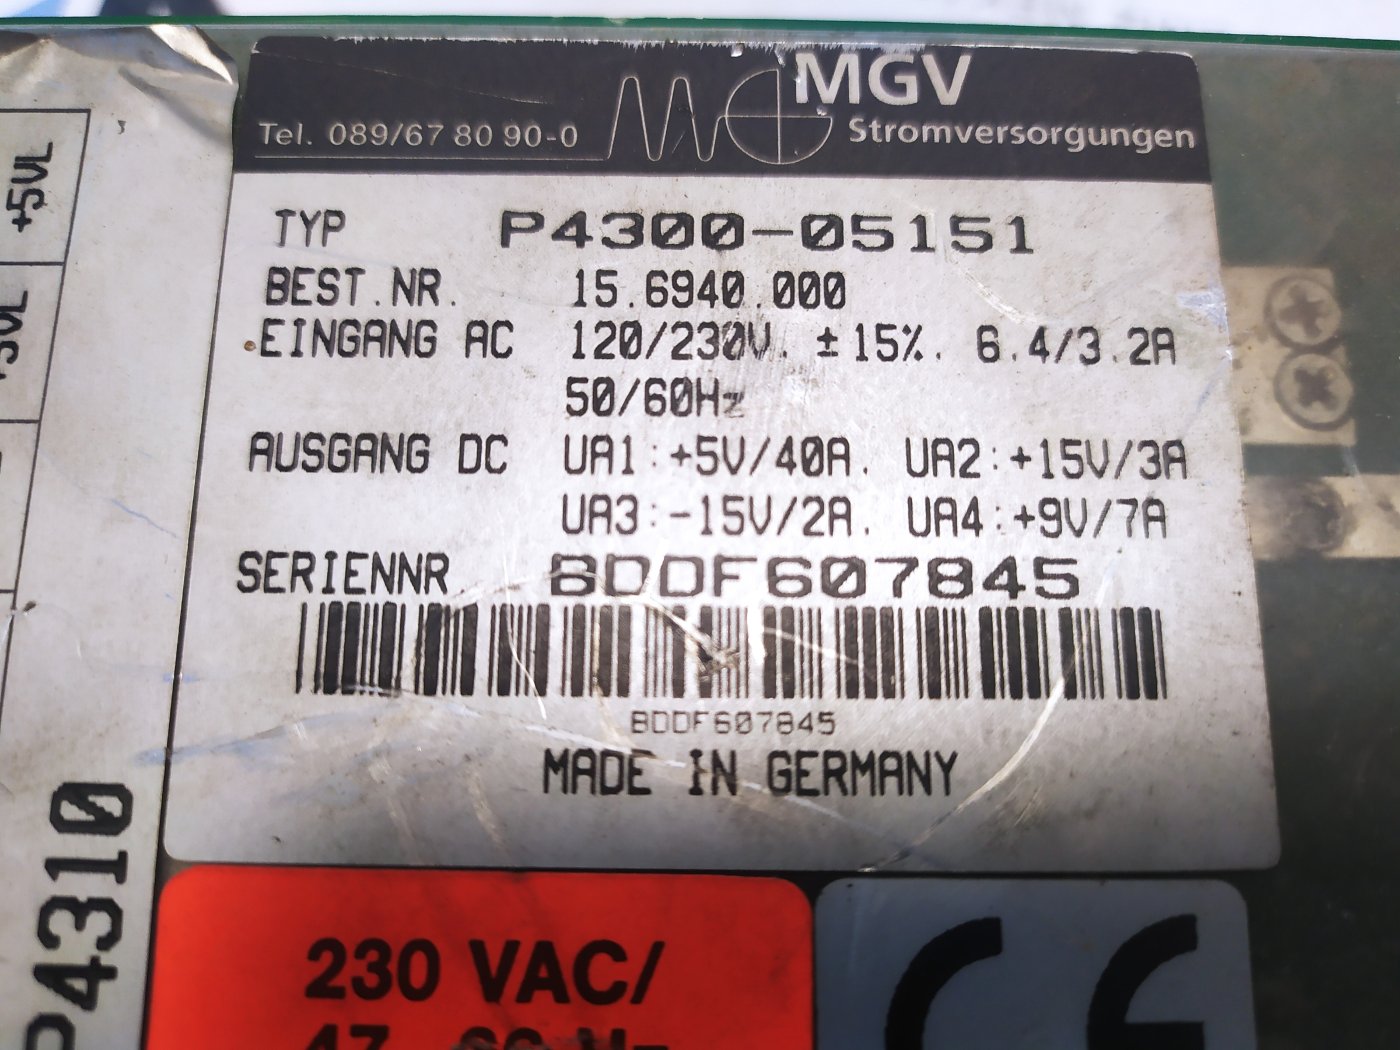 +5VL
MGV
Tel. 089/67 80 90-0
Stromversorgungen
TYP P4300-05151
BEST.NR. 15.6940.000
EINGANG AC 120/230V. ±15%. 6.4/3.2A
50/60Hz
AUSGANG DC UA1:+5V/40A. UA2:+15V/3A
UA3:-15V/2A. UA4:+9V/7A
SERIENNR BDDF607845
BDDF607845
MADE IN GERMANY
P4310
230 VAC/
CE